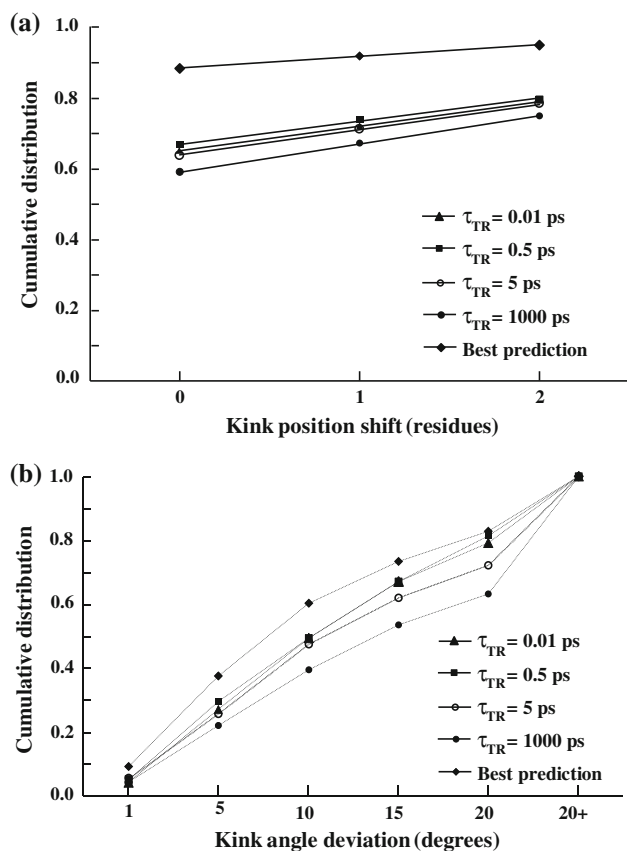 (a)
1.0
0.8
0.6
0.4
0.2
0.0
Cumulative distribution
τTR = 0.01 ps
τTR = 0.5 ps
τTR = 5 ps
τTR = 1000 ps
Best prediction
0 1 2
Kink position shift (residues)
(b)
1.0
0.8
0.6
0.4
0.2
0.0
Cumulative distribution
τTR = 0.01 ps
τTR = 0.5 ps
τTR = 5 ps
τTR = 1000 ps
Best prediction
1 5 10 15 20 20+
Kink angle deviation (degrees)